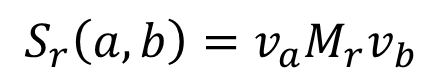 S_r(a, b) = v_a M_r v_b